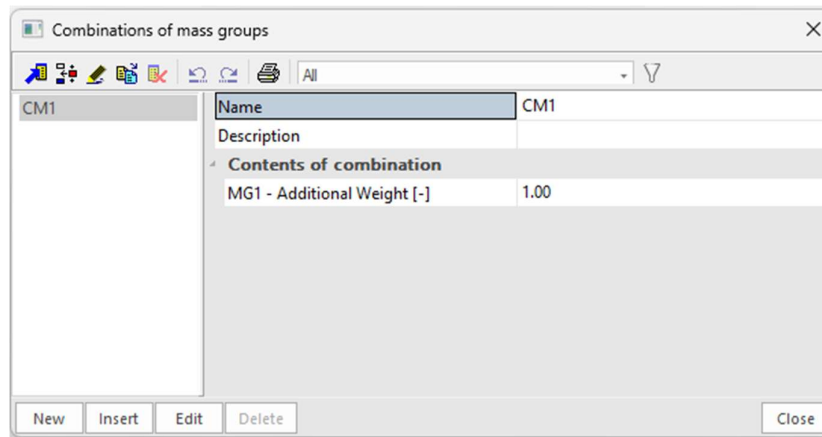 Combinations of mass groups
All
CM1
Name CM1
Description
Contents of combination
MG1 - Additional Weight [-] 1.00
New Insert Edit Delete Close